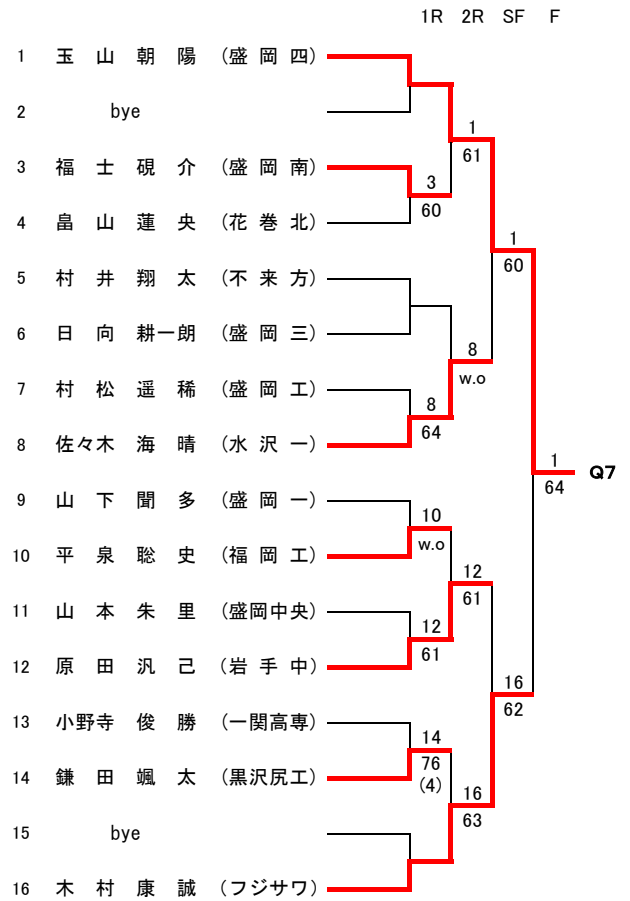 1R 2R SF F
1 玉 山 朝 陽 (盛 岡 四)
2 bye
1
61
3 福 士 硯 介 (盛 岡 南)
3
60
4 畠 山 蓮 央 (花 巻 北)
1
60
5 村 井 翔 太 (不 来 方)
6 日 向 耕一朗 (盛 岡 三)
8
w.o
7 村 松 遥 稀 (盛 岡 工)
8
64
8 佐々木 海 晴 (水 沢 一)
1
64
Q7
9 山 下 聞 多 (盛 岡 一)
10
w.o
10 平 泉 聡 史 (福 岡 工)
12
61
11 山 本 朱 里 (盛岡中央)
12
61
12 原 田 汎 己 (岩 手 中)
16
62
13 小野寺 俊 勝 (一関高専)
14
76
(4)
14 鎌 田 颯 太 (黒沢尻工)
16
63
15 bye
16 木 村 康 誠 (フジサワ)